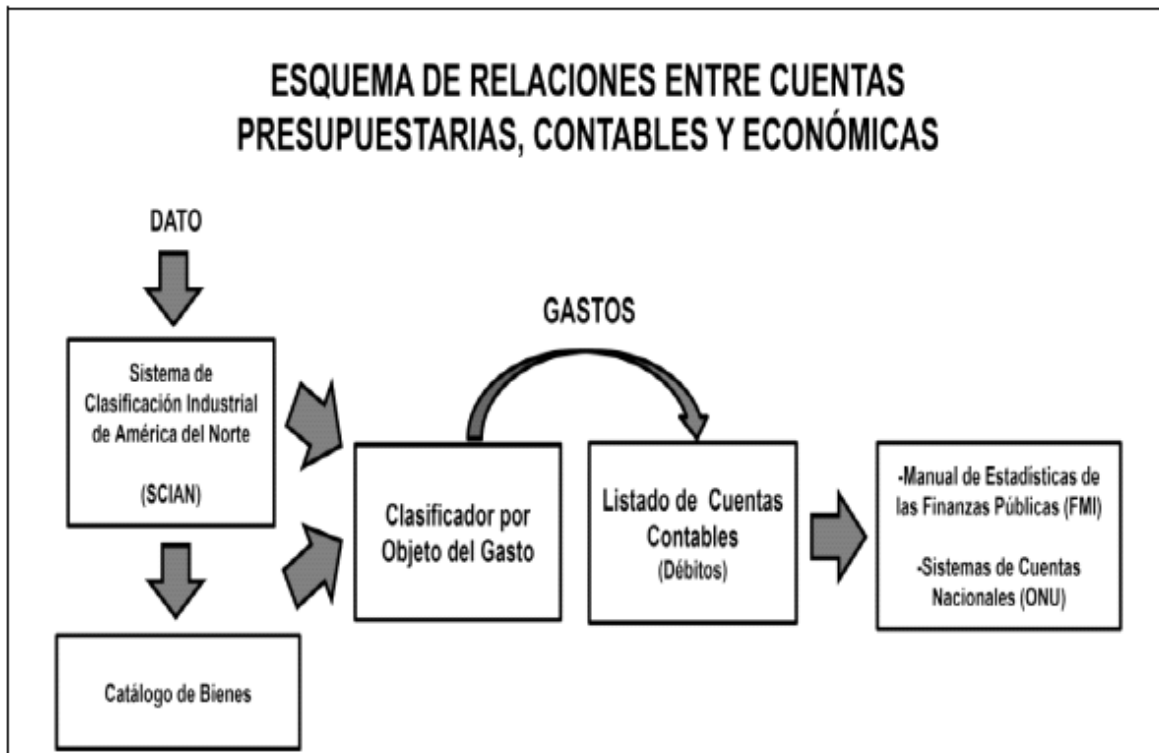 ESQUEMA DE RELACIONES ENTRE CUENTAS
PRESUPUESTARIAS, CONTABLES Y ECONÓMICAS
DATO
GASTOS
Sistema de
Clasificación Industrial
de América del Norte
(SCIAN)
Catálogo de Bienes
Clasificador por
Objeto del Gasto
Listado de Cuentas
Contables
(Débitos)
-Manual de Estadísticas de
las Finanzas Públicas (FMI)
-Sistemas de Cuentas
Nacionales (ONU)